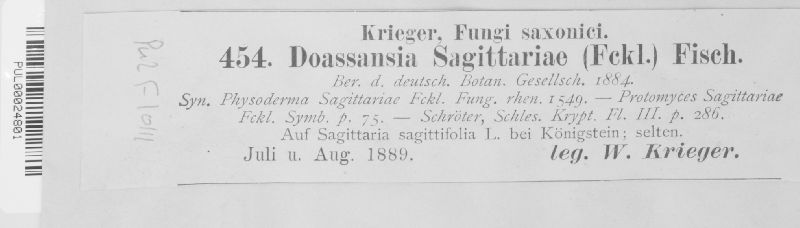 Krieger, Fungi saxonici.
454. Doassansia Sagittariae (Fckl.) Fisch.
Ber. d. deutsch. Botan. Gesellsch. 1884.
Syn. Physoderma Sagittariae Fckl. Fung. rhen. 1549. — Protomyces Sagittariae
Fckl. Symb. p. 75. — Schröter, Schles. Krypt. Fl. III. p. 286.
Auf Sagittaria sagittifolia L. bei Königstein; selten.
Juli u. Aug. 1889. leg. W. Krieger.
PUL00024801